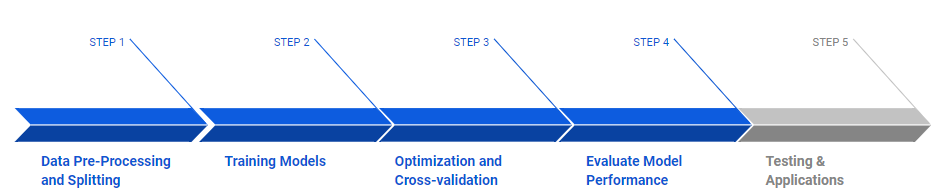 STEP 1
STEP 2
STEP 3
STEP 4
STEP 5
Data Pre-Processing
and Splitting
Training Models
Optimization and
Cross-validation
Evaluate Model
Performance
Testing &
Applications